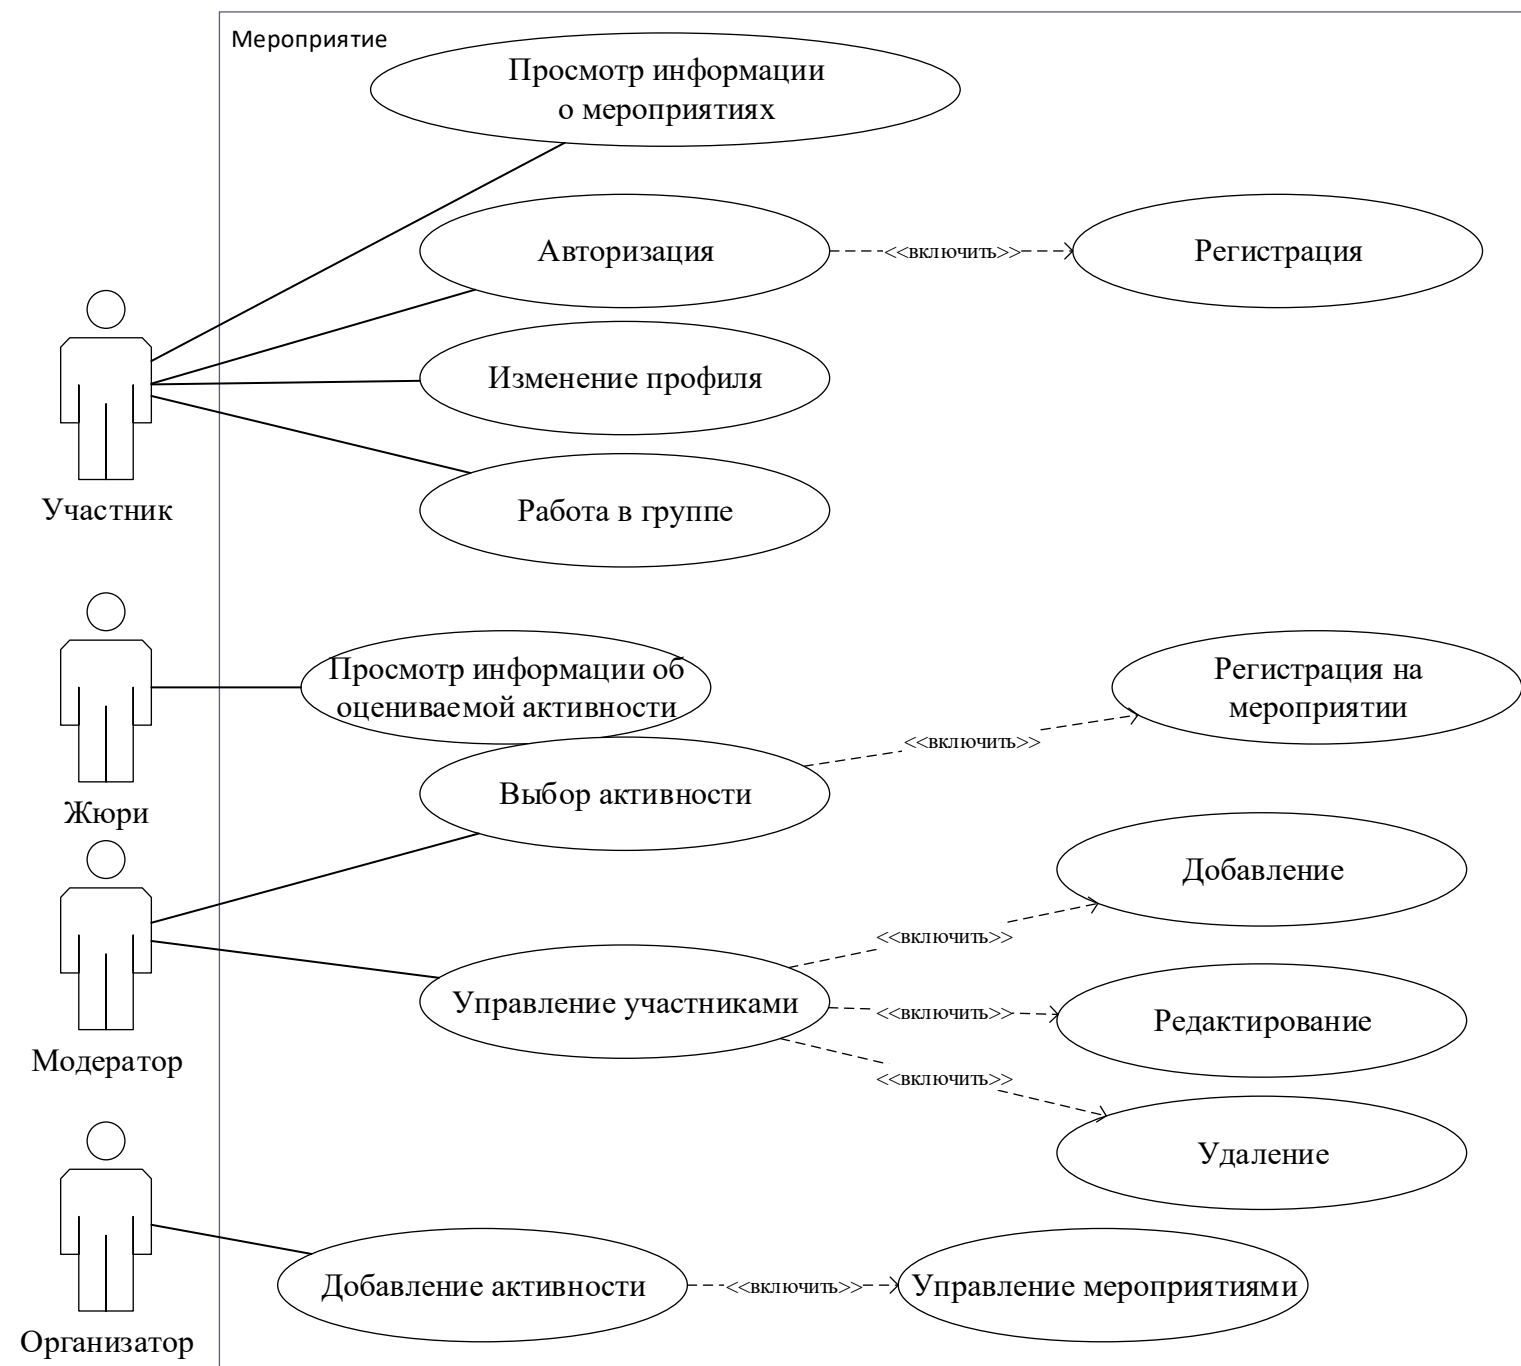 Мероприятие
Просмотр информации
о мероприятиях
Авторизация
<<включить>>
Регистрация
Изменение профиля
Участник
Работа в группе
Просмотр информации об
оцениваемой активности
Регистрация на
мероприятии
<<включить>>
Выбор активности
Жюри
Добавление
<<включить>>
Управление участниками
<<включить>>
Редактирование
Модератор
<<включить>>
Удаление
Добавление активности
<<включить>>
Управление мероприятиями
Организатор